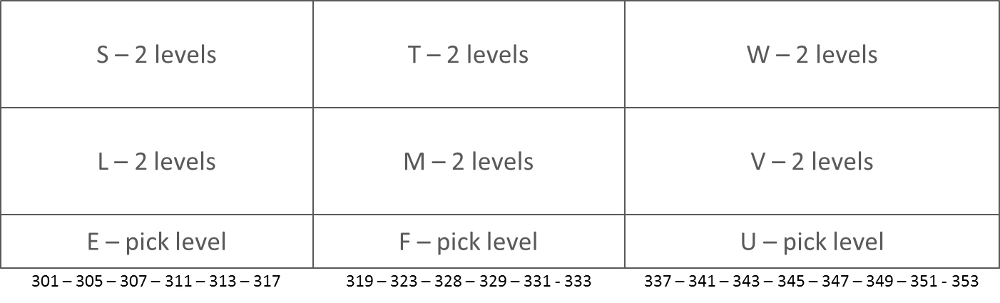 S – 2 levels
T – 2 levels
W – 2 levels
L – 2 levels
M – 2 levels
V – 2 levels
E – pick level
F – pick level
U – pick level
301 – 305 – 307 – 311 – 313 – 317
319 – 323 – 328 – 329 – 331 - 333
337 – 341 – 343 – 345 – 347 – 349 – 351 - 353